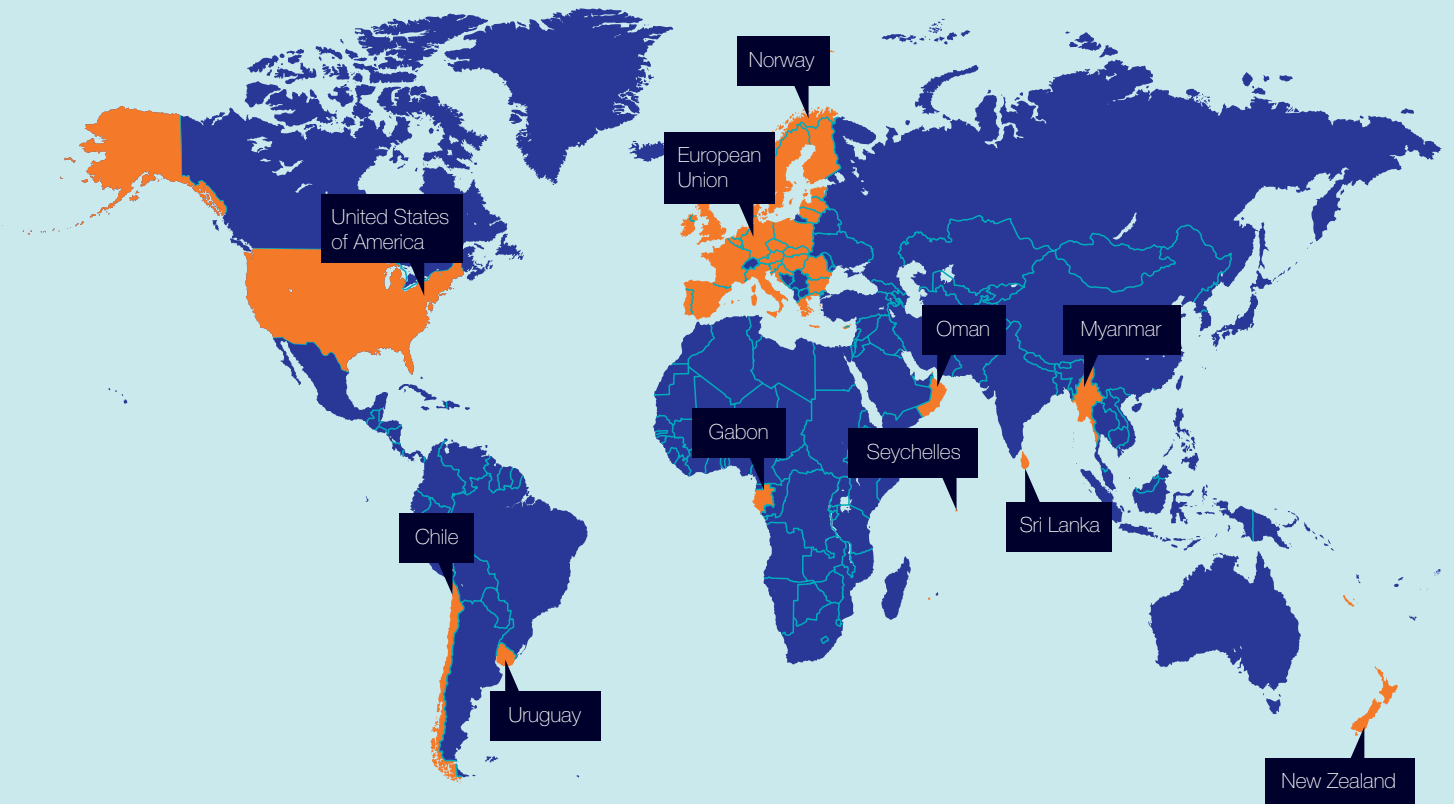 Norway
European
Union
United States
of America
Oman
Myanmar
Gabon
Seychelles
Sri Lanka
Chile
Uruguay
New Zealand